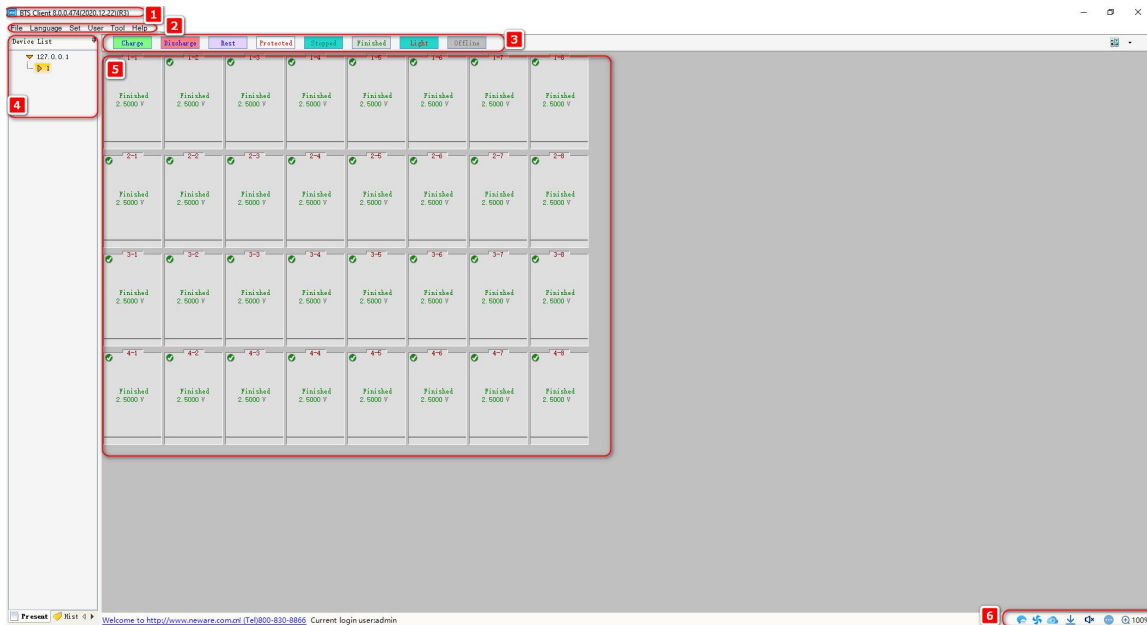 BTS Client 8.0.0.474(2020.12.22)(R3) 1
File Language Set User Tool Help 2
Device List
Charge Discharge Rest Protected Stopped Finished Light Offline 3
127.0.0.1
1
4
5
1-1 1-2 1-3 1-4 1-5 1-6 1-7 1-8
Finished Finished Finished Finished Finished Finished Finished Finished
2.5000 V 2.5000 V 2.5000 V 2.5000 V 2.5000 V 2.5000 V 2.5000 V 2.5000 V
2-1 2-2 2-3 2-4 2-5 2-6 2-7 2-8
Finished Finished Finished Finished Finished Finished Finished Finished
2.5000 V 2.5000 V 2.5000 V 2.5000 V 2.5000 V 2.5000 V 2.5000 V 2.5000 V
3-1 3-2 3-3 3-4 3-5 3-6 3-7 3-8
Finished Finished Finished Finished Finished Finished Finished Finished
2.5000 V 2.5000 V 2.5000 V 2.5000 V 2.5000 V 2.5000 V 2.5000 V 2.5000 V
4-1 4-2 4-3 4-4 4-5 4-6 4-7 4-8
Finished Finished Finished Finished Finished Finished Finished Finished
2.5000 V 2.5000 V 2.5000 V 2.5000 V 2.5000 V 2.5000 V 2.5000 V 2.5000 V
Present Hist
Welcome to http://www.neware.com.cn! (Tel)800-830-8866 Current login user:admin
6
100%